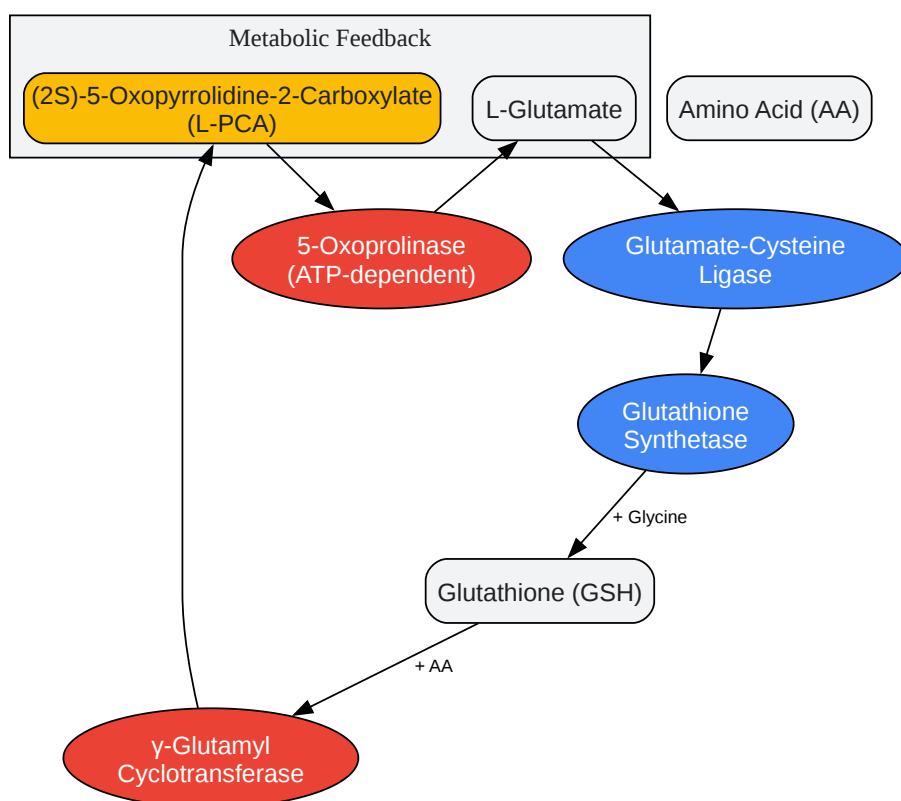 Metabolic Feedback
(2S)-5-Oxopyrrolidine-2-Carboxylate
(L-PCA)
L-Glutamate
Amino Acid (AA)
5-Oxoprolinase
(ATP-dependent)
Glutamate-Cysteine
Ligase
Glutathione
Synthetase
+ Glycine
Glutathione (GSH)
+ AA
γ-Glutamyl
Cyclotransferase